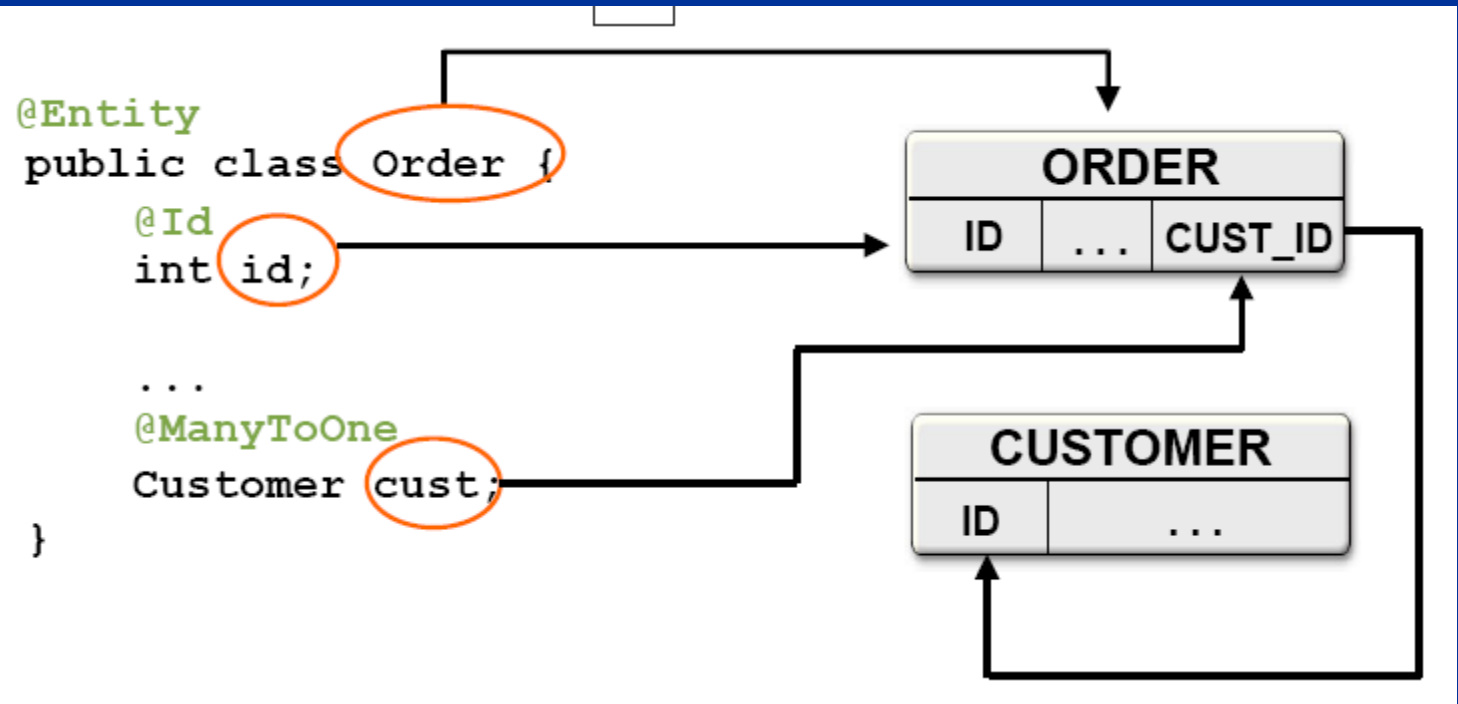 @Entity
public class Order {
@Id
int id;
...
@ManyToOne
Customer cust;
}
ORDER
ID ... CUST_ID
CUSTOMER
ID ...